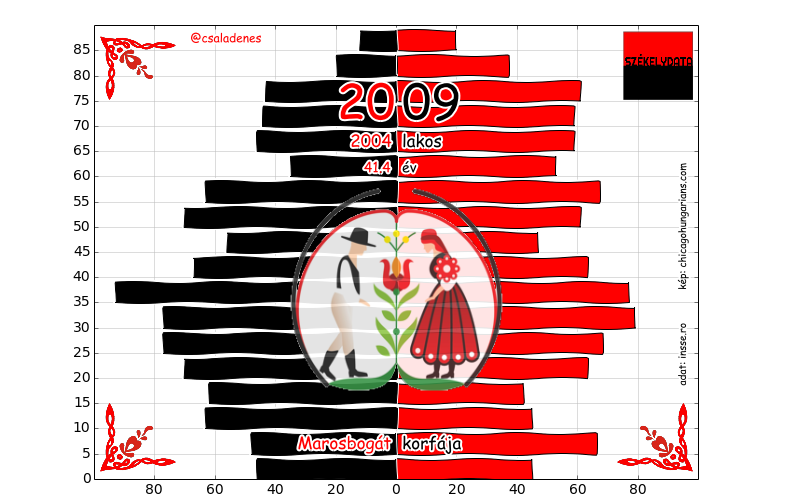 @csaladenes
SZÉKELYDATA
2009
2004 lakos
41,4 év
kép: chicagohungarians.com
adat: insse.ro
Marosbogát korfája
85
80
75
70
65
60
55
50
45
40
35
30
25
20
15
10
5
0
80 60 40 20 0 20 40 60 80